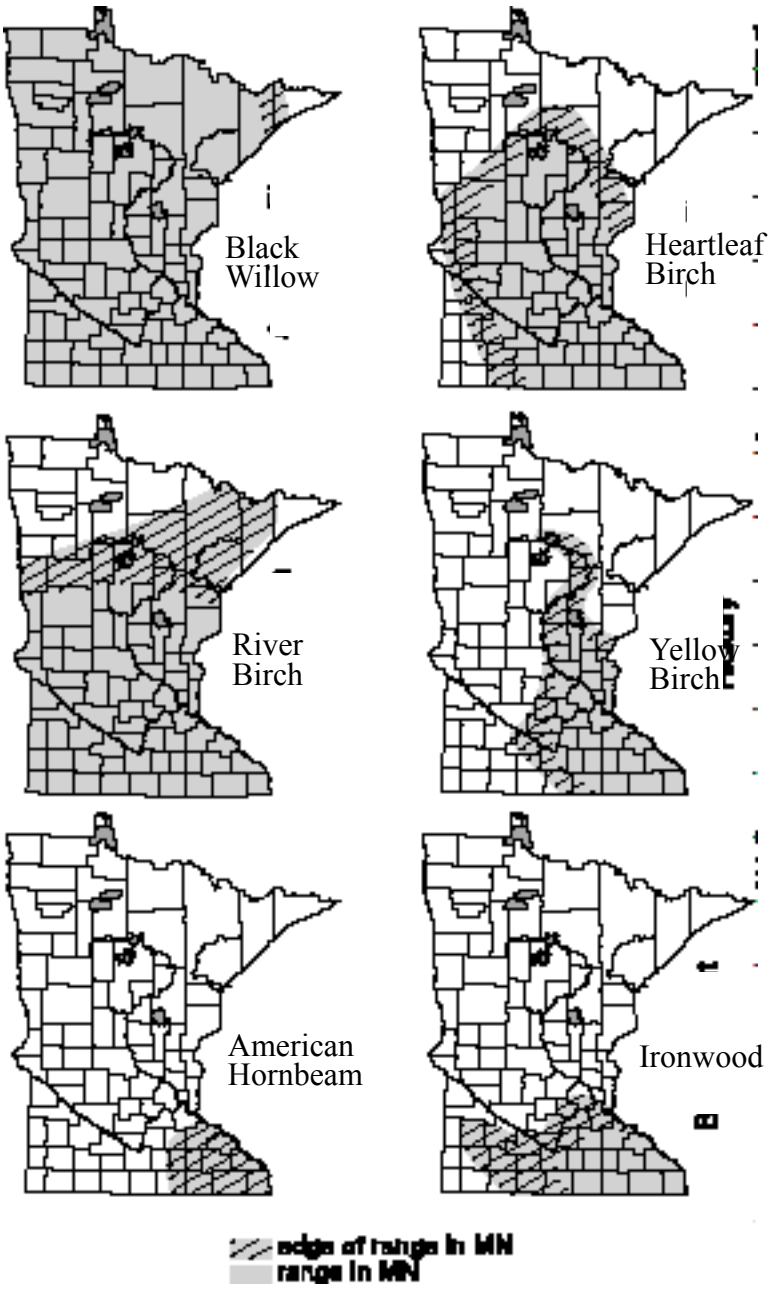 Black
Willow
Heartleaf
Birch
River
Birch
Yellow
Birch
American
Hornbeam
Ironwood
edge of range in MN
range in MN